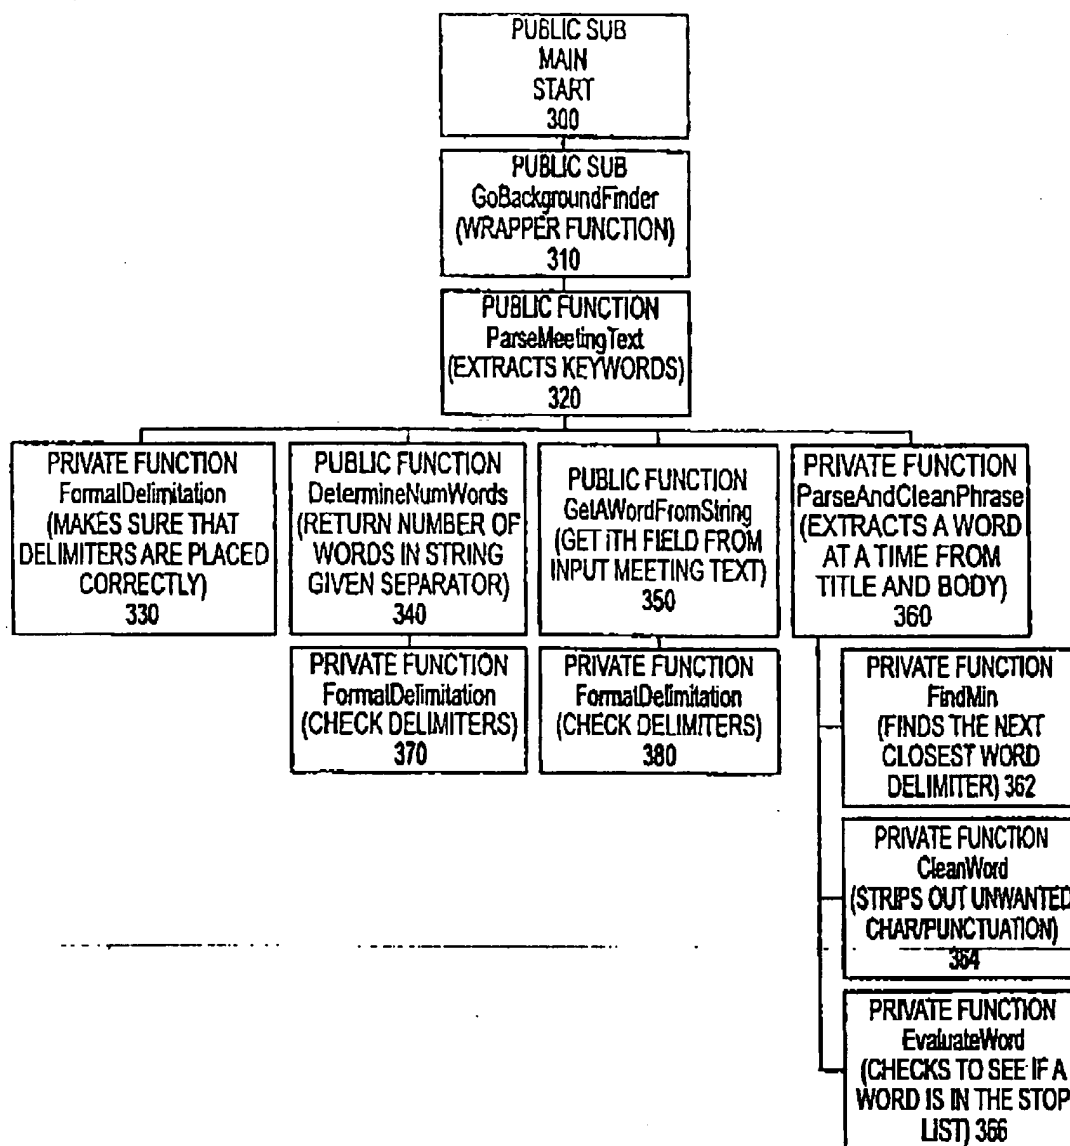 PUBLIC SUB
MAIN
START
300
PUBLIC SUB
GoBackgroundFinder
(WRAPPER FUNCTION)
310
PUBLIC FUNCTION
ParseMeetingText
(EXTRACTS KEYWORDS)
320
PRIVATE FUNCTION
FormalDelimitation
(MAKES SURE THAT
DELIMITERS ARE PLACED
CORRECTLY)
330
PUBLIC FUNCTION
DetermineNumWords
(RETURN NUMBER OF
WORDS IN STRING
GIVEN SEPARATOR)
340
PUBLIC FUNCTION
GetAWordFromString
(GET iTH FIELD FROM
INPUT MEETING TEXT)
350
PRIVATE FUNCTION
ParseAndCleanPhrase
(EXTRACTS A WORD
AT A TIME FROM
TITLE AND BODY)
360
PRIVATE FUNCTION
FormalDelimitation
(CHECK DELIMITERS)
370
PRIVATE FUNCTION
FormalDelimitation
(CHECK DELIMITERS)
380
PRIVATE FUNCTION
FindMin
(FINDS THE NEXT
CLOSEST WORD
DELIMITER) 362
PRIVATE FUNCTION
CleanWord
(STRIPS OUT UNWANTED
CHAR/PUNCTUATION)
364
PRIVATE FUNCTION
EvaluateWord
(CHECKS TO SEE IF A
WORD IS IN THE STOP
LIST) 366